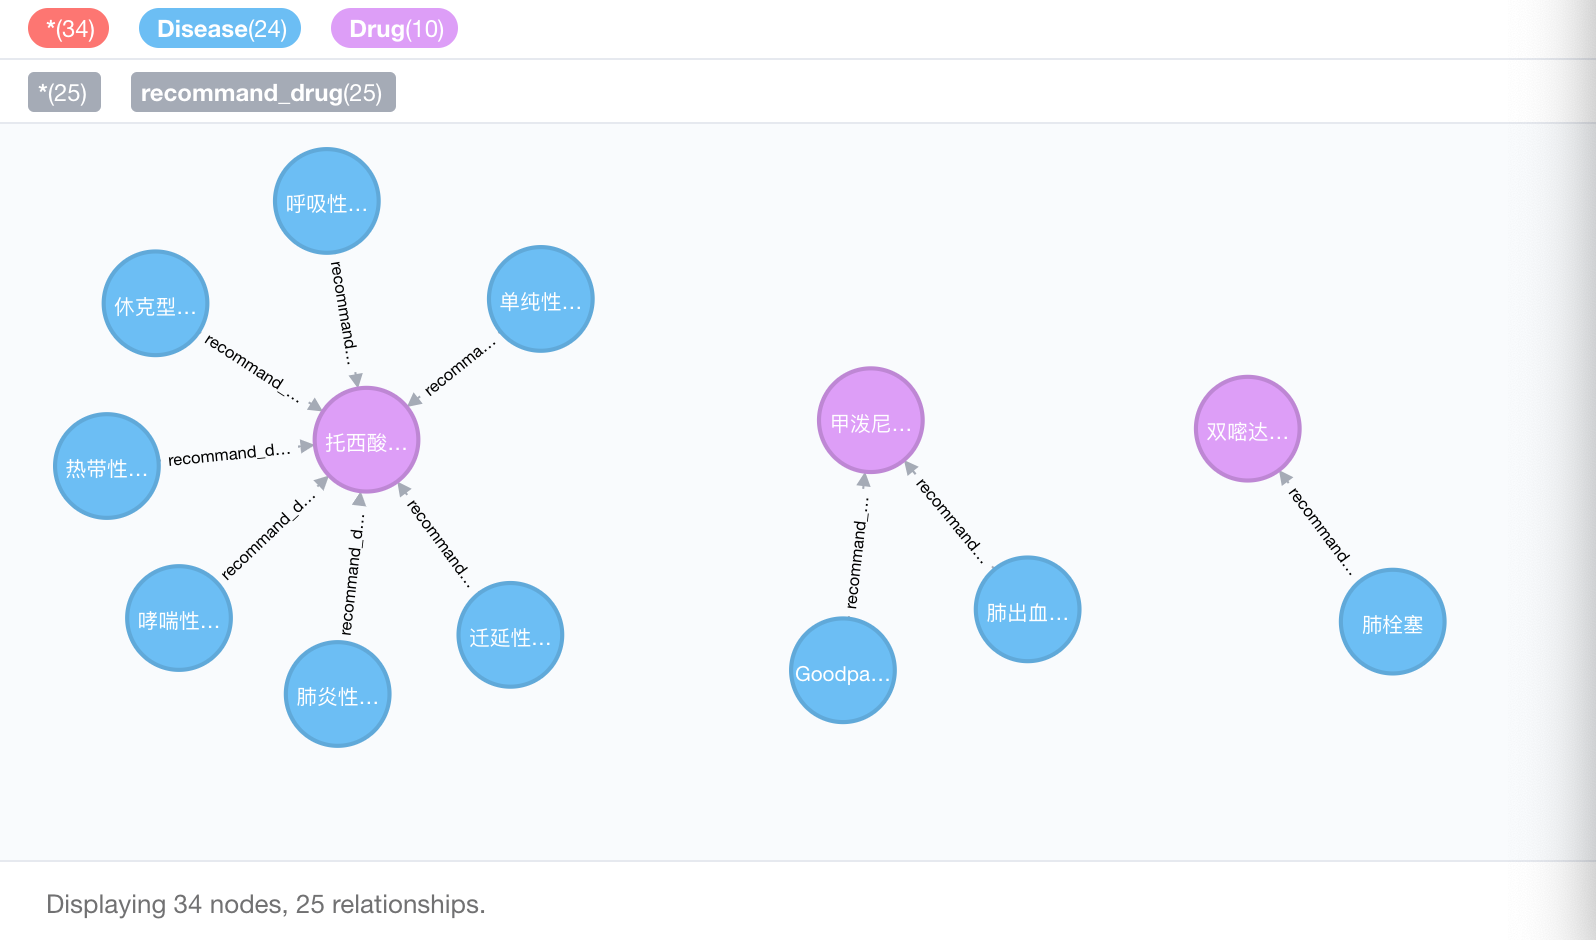 *(34) Disease(24) Drug(10)
*(25) recommand_drug(25)
呼吸性...
recommand...
休克型...
recommand_...
单纯性...
recomma...
托西酸...
热带性...
recommand_d...
哮喘性...
recommand_d...
肺炎性...
recommand_d...
迁延性...
recommand...
甲泼尼...
recommand_...
Goodpa...
recommand...
肺出血...
双嘧达...
recommand...
肺栓塞
Displaying 34 nodes, 25 relationships.